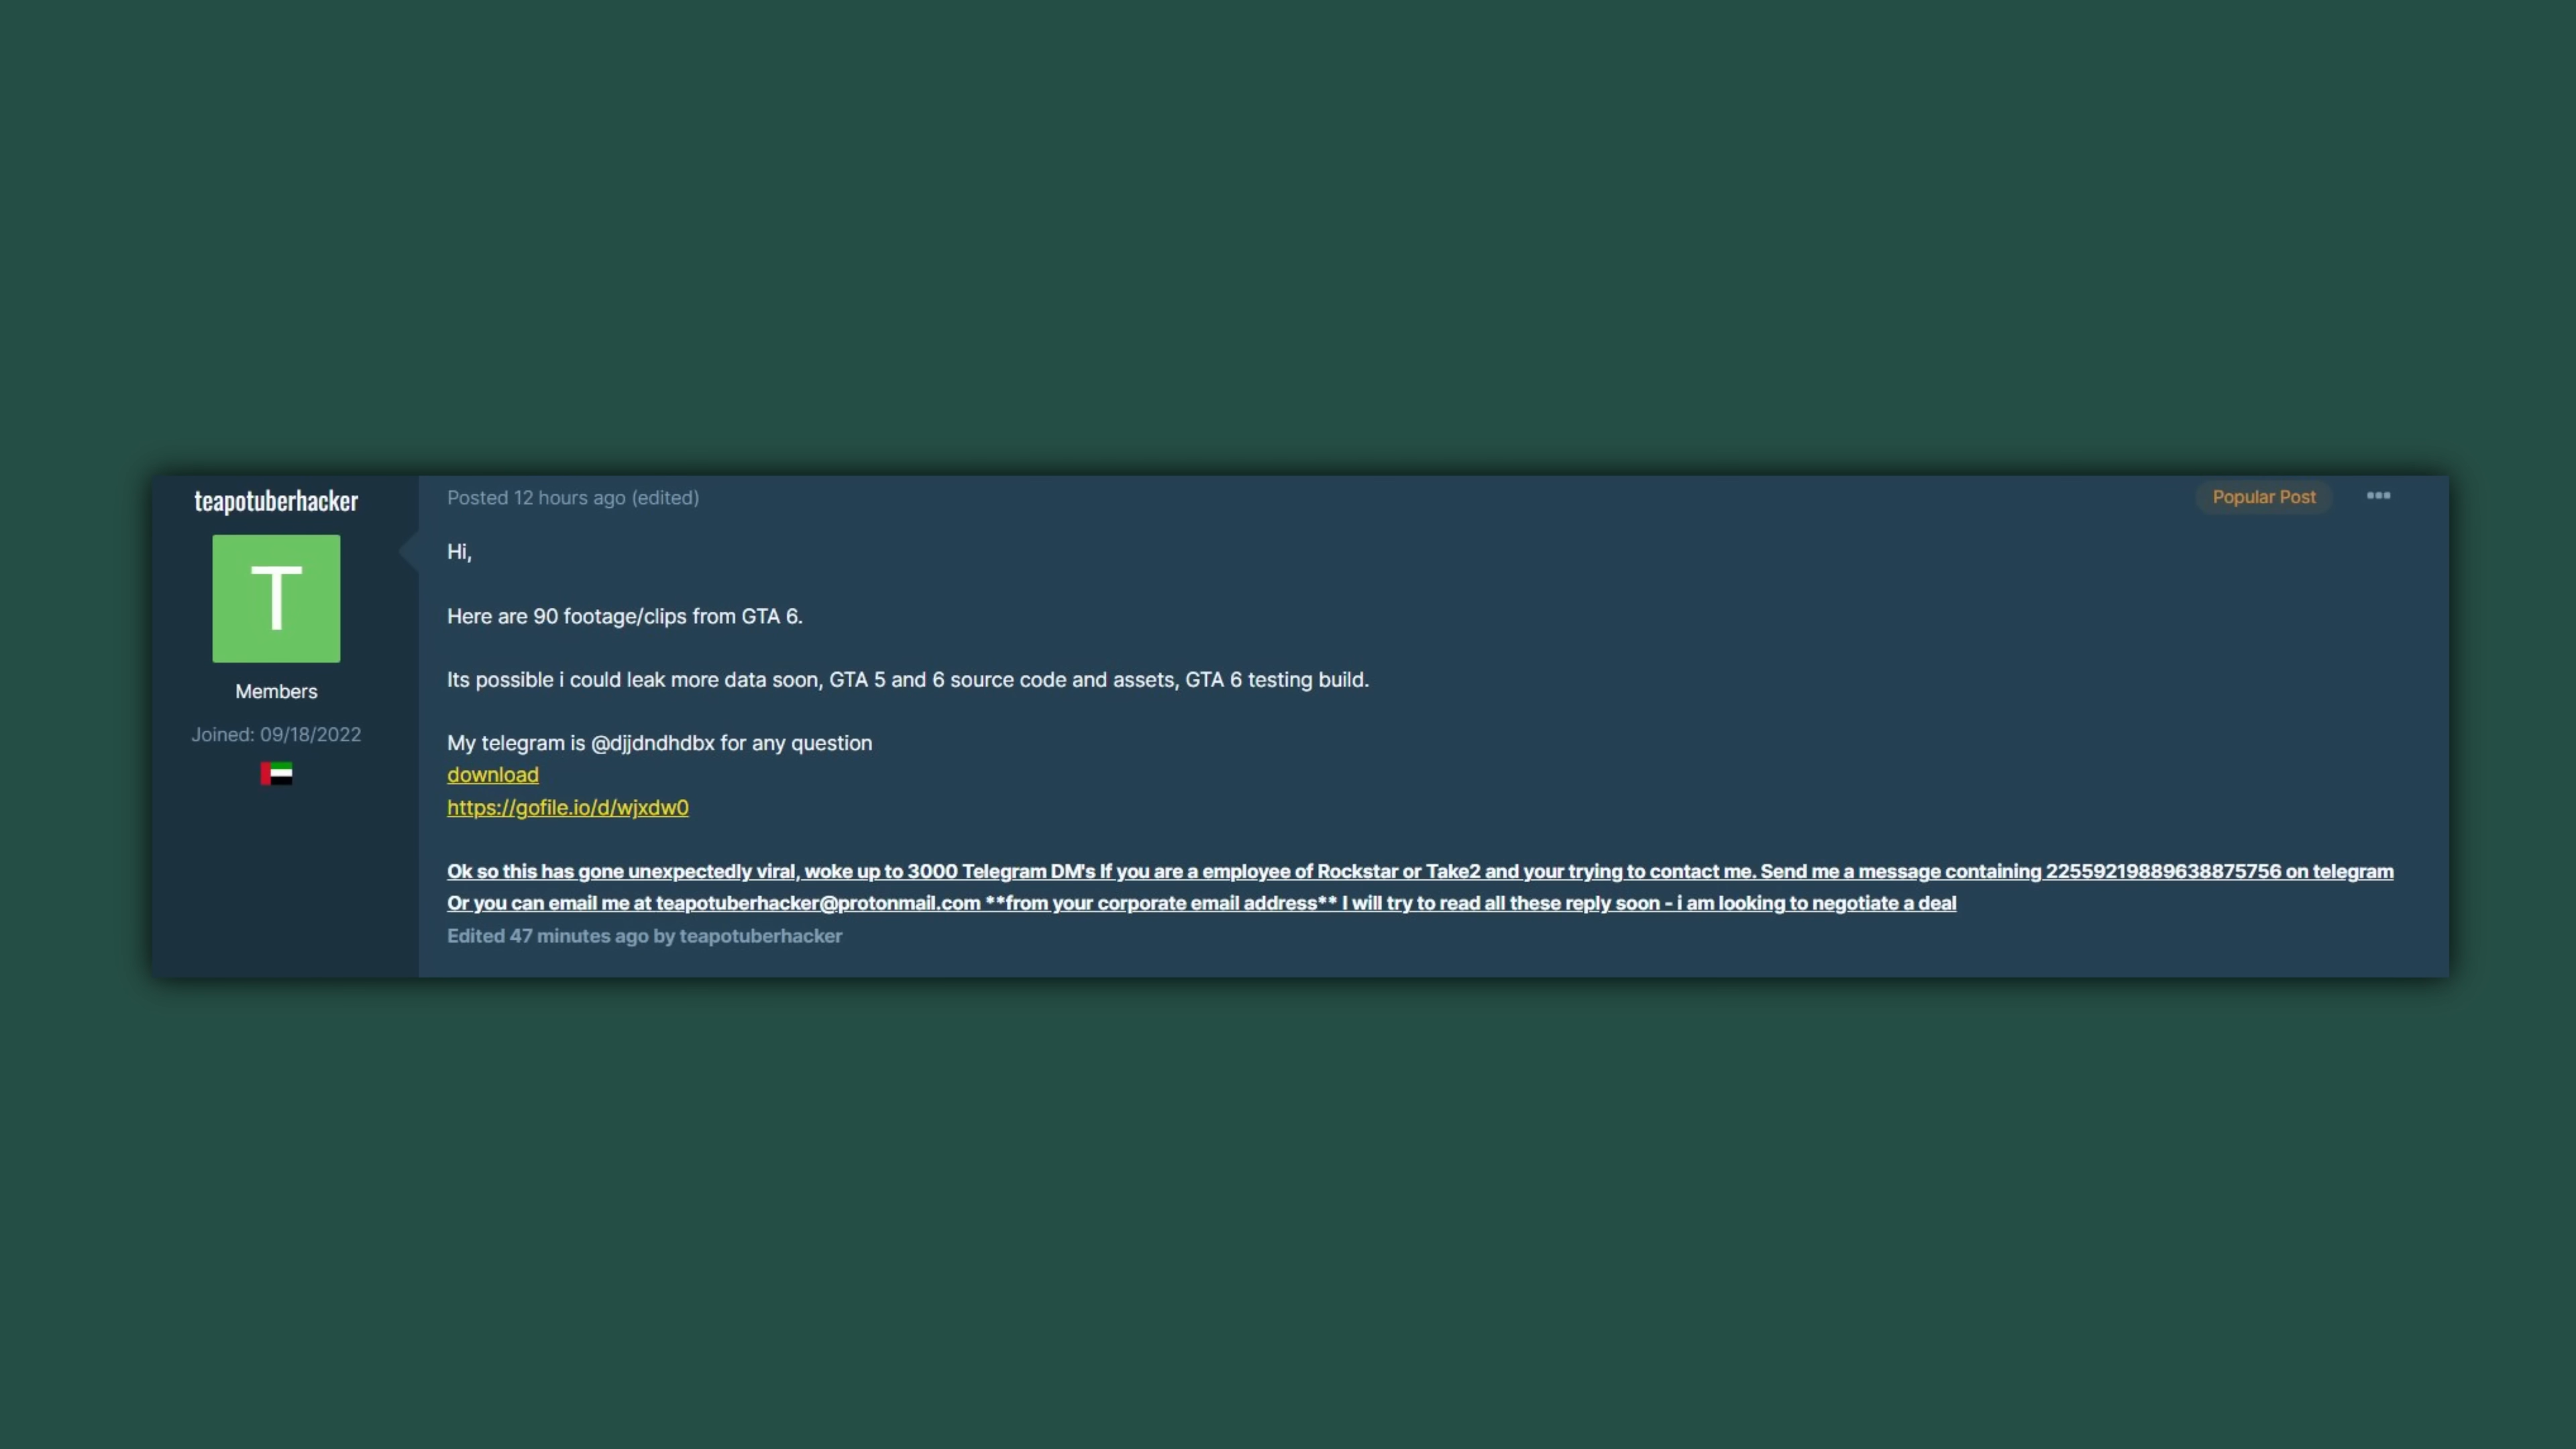 teapotuberhacker
T
Members
Joined: 09/18/2022
Posted 12 hours ago (edited)
Popular Post
Hi,
Here are 90 footage/clips from GTA 6.
Its possible i could leak more data soon, GTA 5 and 6 source code and assets, GTA 6 testing build.
My telegram is @djjdndhdbx for any question
download
https://gofile.io/d/wjxdw0
Ok so this has gone unexpectedly viral, woke up to 3000 Telegram DM's If you are a employee of Rockstar or Take2 and your trying to contact me. Send me a message containing 22559219889638875756 on telegram
Or you can email me at teapotuberhacker@protonmail.com **from your corporate email address** I will try to read all these reply soon - i am looking to negotiate a deal
Edited 47 minutes ago by teapotuberhacker